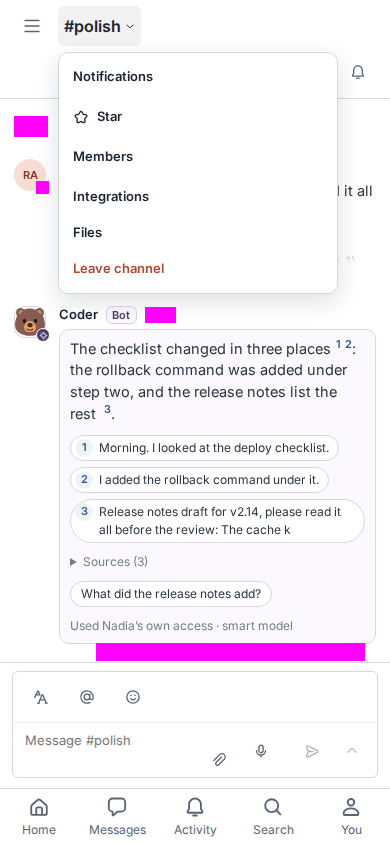 #polish
Notifications
Star
Members
Integrations
Files
Leave channel
RA
it all
Coder Bot
The checklist changed in three places 1 2:
the rollback command was added under
step two, and the release notes list the
rest 3.
1 Morning. I looked at the deploy checklist.
2 I added the rollback command under it.
3 Release notes draft for v2.14, please read it
all before the review: The cache k
Sources (3)
What did the release notes add?
Used Nadia’s own access · smart model
Message #polish
Home Messages Activity Search You